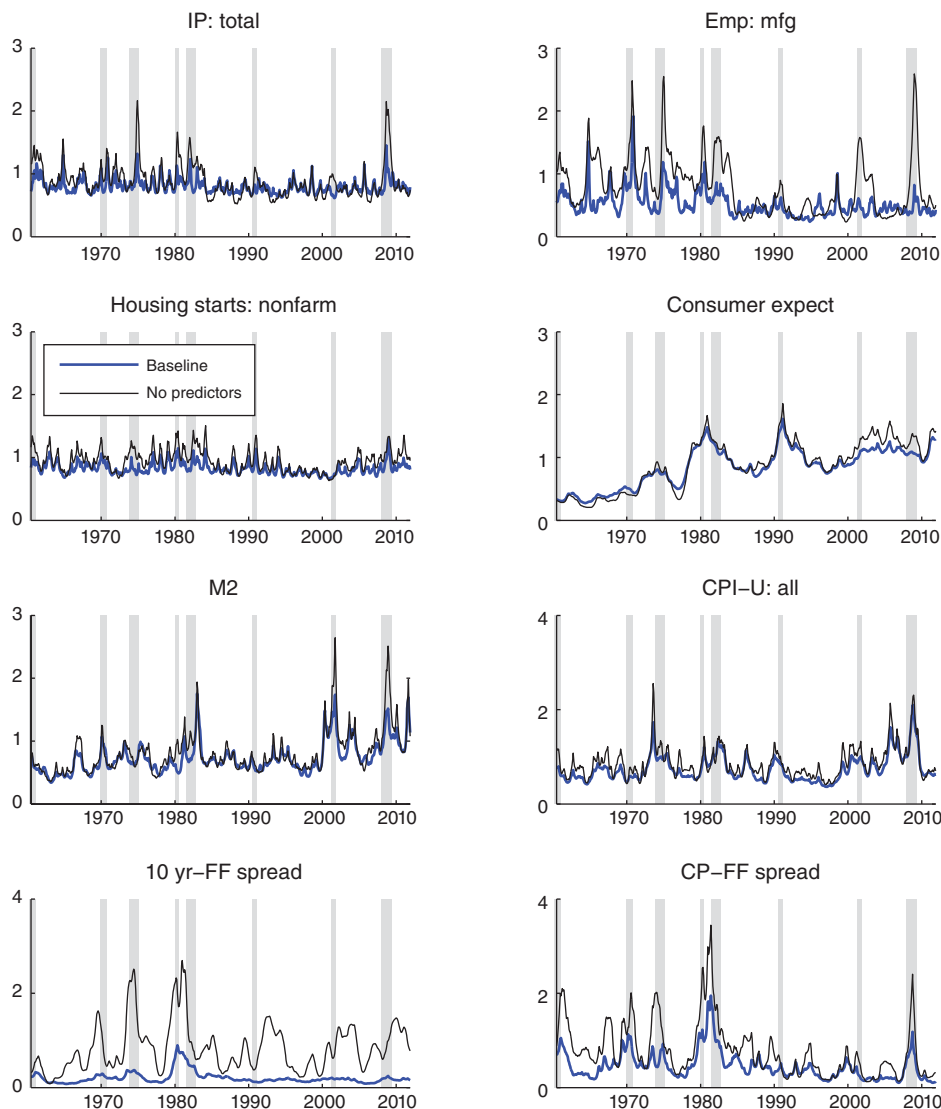 IP: total
3
2
1
0
1970 1980 1990 2000 2010
Emp: mfg
3
2
1
0
1970 1980 1990 2000 2010
Housing starts: nonfarm
3
2
1
0
Baseline
No predictors
1970 1980 1990 2000 2010
Consumer expect
3
2
1
0
1970 1980 1990 2000 2010
M2
3
2
1
0
1970 1980 1990 2000 2010
CPI−U: all
4
2
0
1970 1980 1990 2000 2010
10 yr−FF spread
4
2
0
1970 1980 1990 2000 2010
CP−FF spread
4
2
0
1970 1980 1990 2000 2010